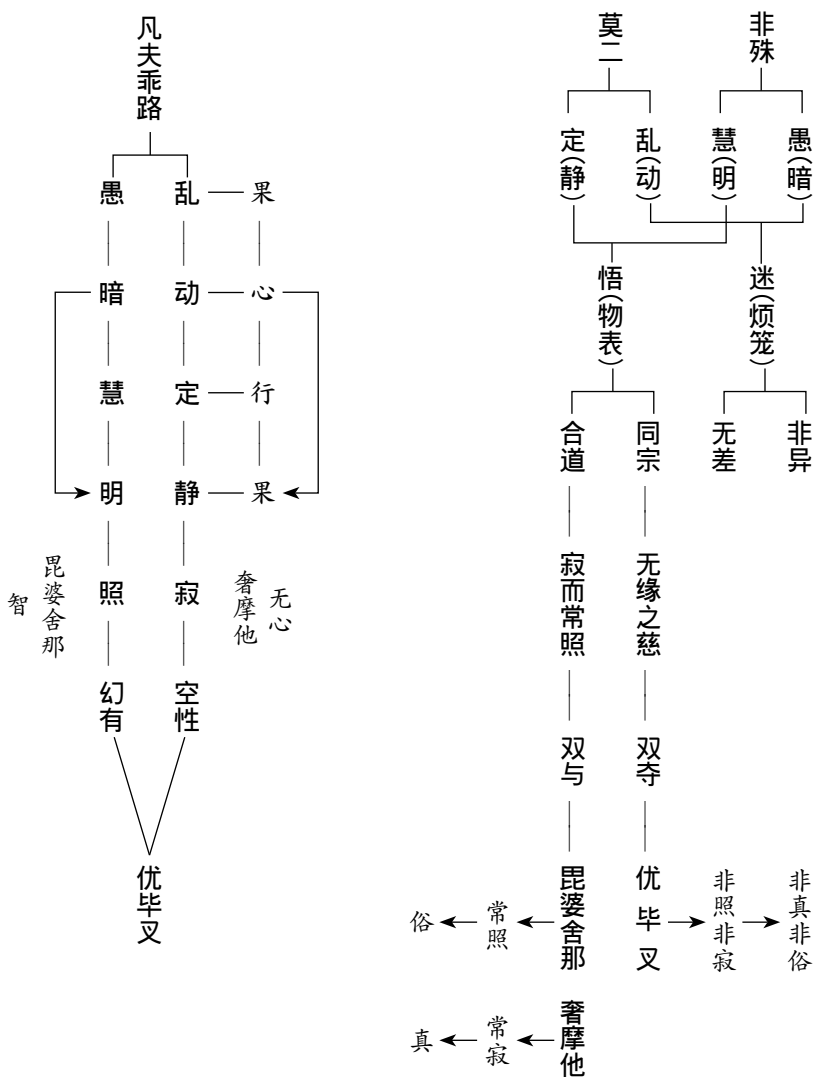 凡夫乖路
愚
乱
果
暗
动
心
慧
定
行
明
静
果
照
寂
毘婆舍那
智
无心
奢摩他
幻有
空性
优毕叉
莫二
非殊
定(静)
乱(动)
慧(明)
愚(暗)
悟(物表)
迷(烦笼)
合道
同宗
无差
非异
寂而常照
无缘之慈
双与
双夺
毘婆舍那
常照
俗
优毕叉
非照非寂
非真非俗
奢摩他
常寂
真